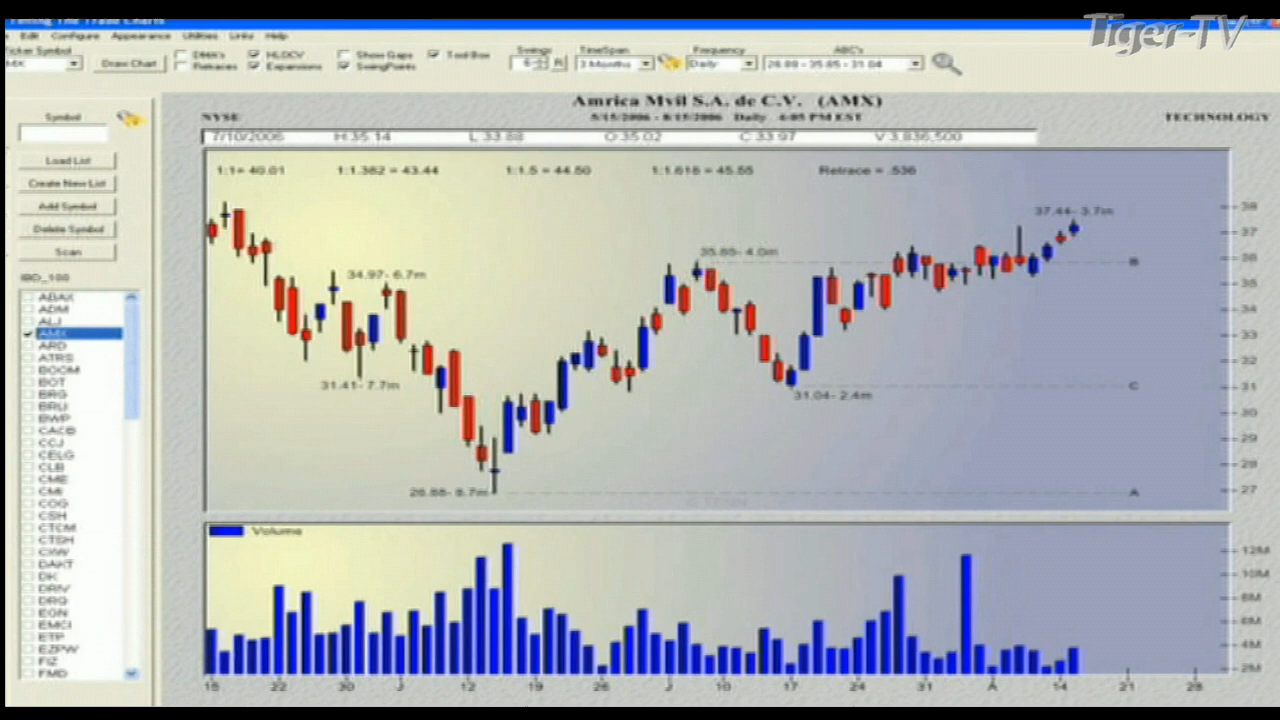 Timing The Trade Charts
Tiger-TV
Edit Configure Appearance Utilities Links Help
Ticker Symbol
AMX
Draw Chart
DMA's
Retraces
HLOCV
Expansions
Show Gaps
SwingPoints
Tool Box
Swings
6
R
TimeSpan
3 Months
Frequency
Daily
ABC's
26.88 - 35.85 - 31.04
Symbol
Load List
Create New List
Add Symbol
Delete Symbol
Scan
IBD_100
ABAX
ADM
ALJ
AMX
ARD
ATRS
BOOM
BOT
BRG
BRLI
BWP
CACB
CCJ
CELG
CLB
CME
CMI
COG
CSH
CTCM
CTSH
CXW
DAKT
DK
DRIV
DRQ
EGN
EMCI
ETP
EZPW
FIZ
FMD
Amrica Mvil S.A. de C.V. (AMX)
NYSE
5/15/2006 - 8/15/2006 Daily 4:05 PM EST
TECHNOLOGY
7/10/2006 H:35.14 L:33.88 O:35.02 C:33.97 V:3,836,500
1:1= 40.01 1:1.382 = 43.44 1:1.5 = 44.50 1:1.618 = 45.55 Retrace = .536
37.44- 3.7m
35.85- 4.0m
34.97- 6.7m
31.41- 7.7m
31.04- 2.4m
26.88- 8.7m
B
C
A
38
37
36
35
34
33
32
31
30
29
28
27
Volume
12M
10M
8M
6M
4M
2M
15 22 30 J 12 19 26 J 10 17 24 31 A 14 21 28